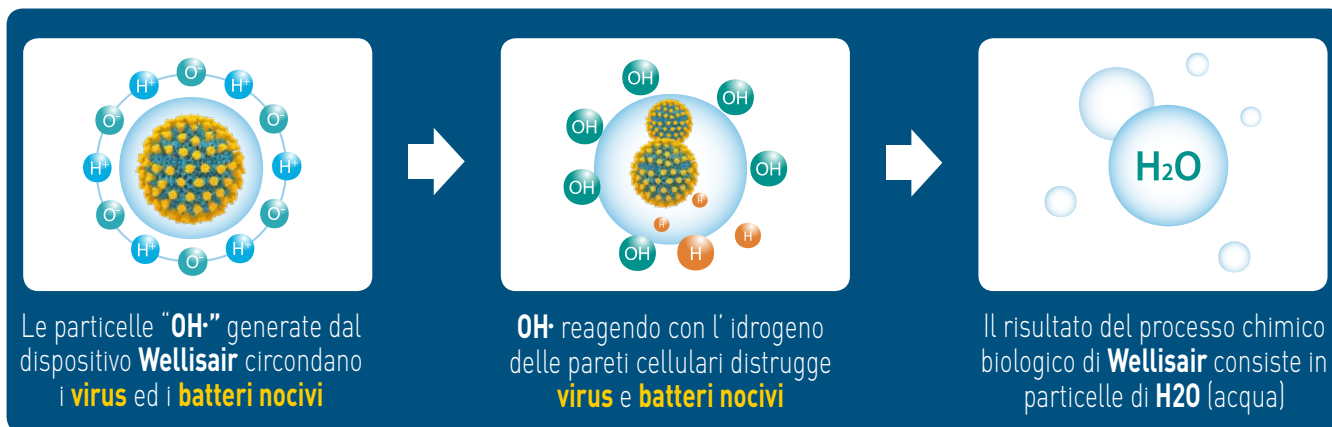 O⁻
H⁺
H⁺
O⁻
O⁻
H⁺
H⁺
O⁻
O⁻
H⁺
H⁺
O⁻
Le particelle “OH·” generate dal
dispositivo Wellisair circondano
i virus ed i batteri nocivi
OH
OH
OH
OH
OH
OH
H
H
H
H
OH· reagendo con l’ idrogeno
delle pareti cellulari distrugge
virus e batteri nocivi
H₂O
Il risultato del processo chimico
biologico di Wellisair consiste in
particelle di H2O (acqua)